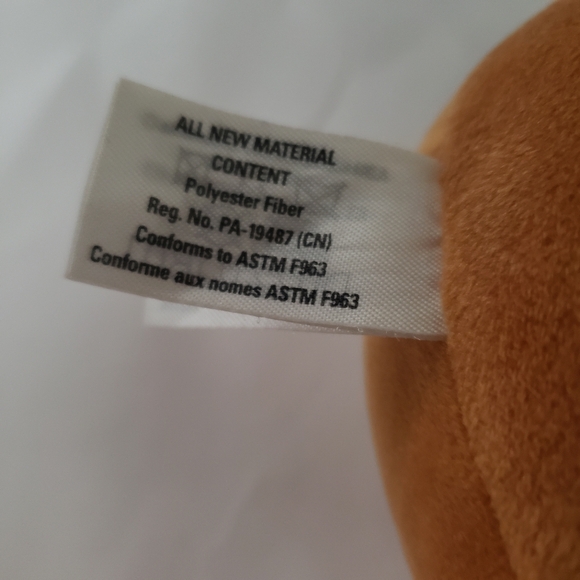 ALL NEW MATERIAL
CONTENT
Polyester Fiber
Reg. No. PA-19487 (CN)
Conforms to ASTM F963
Conforme aux nomes ASTM F963